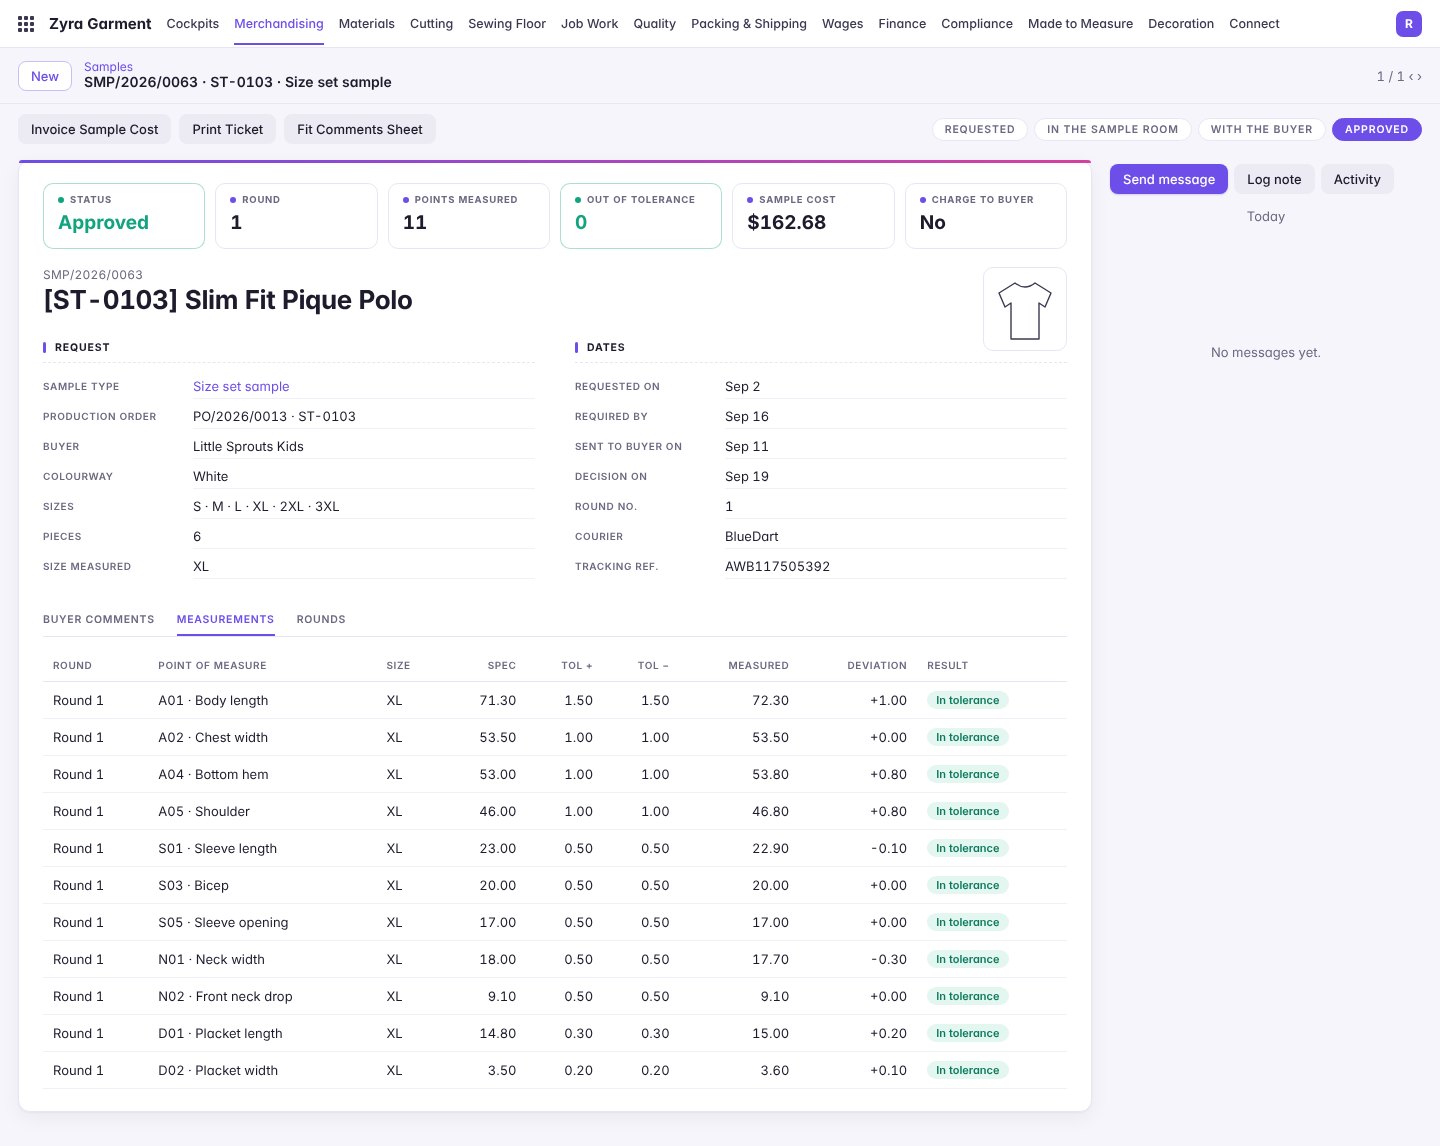 Zyra Garment Cockpits Merchandising Materials Cutting Sewing Floor Job Work Quality Packing & Shipping Wages Finance Compliance Made to Measure Decoration Connect R
New
Samples
SMP/2026/0063 · ST-0103 · Size set sample
1 / 1 ‹ ›
Invoice Sample Cost Print Ticket Fit Comments Sheet
REQUESTED IN THE SAMPLE ROOM WITH THE BUYER APPROVED
STATUS
Approved
ROUND
1
POINTS MEASURED
11
OUT OF TOLERANCE
0
SAMPLE COST
$162.68
CHARGE TO BUYER
No
SMP/2026/0063
[ST-0103] Slim Fit Pique Polo
REQUEST
SAMPLE TYPE Size set sample
PRODUCTION ORDER PO/2026/0013 · ST-0103
BUYER Little Sprouts Kids
COLOURWAY White
SIZES S · M · L · XL · 2XL · 3XL
PIECES 6
SIZE MEASURED XL
DATES
REQUESTED ON Sep 2
REQUIRED BY Sep 16
SENT TO BUYER ON Sep 11
DECISION ON Sep 19
ROUND NO. 1
COURIER BlueDart
TRACKING REF. AWB117505392
BUYER COMMENTS MEASUREMENTS ROUNDS
ROUND POINT OF MEASURE SIZE SPEC TOL + TOL − MEASURED DEVIATION RESULT
Round 1 A01 · Body length XL 71.30 1.50 1.50 72.30 +1.00 In tolerance
Round 1 A02 · Chest width XL 53.50 1.00 1.00 53.50 +0.00 In tolerance
Round 1 A04 · Bottom hem XL 53.00 1.00 1.00 53.80 +0.80 In tolerance
Round 1 A05 · Shoulder XL 46.00 1.00 1.00 46.80 +0.80 In tolerance
Round 1 S01 · Sleeve length XL 23.00 0.50 0.50 22.90 -0.10 In tolerance
Round 1 S03 · Bicep XL 20.00 0.50 0.50 20.00 +0.00 In tolerance
Round 1 S05 · Sleeve opening XL 17.00 0.50 0.50 17.00 +0.00 In tolerance
Round 1 N01 · Neck width XL 18.00 0.50 0.50 17.70 -0.30 In tolerance
Round 1 N02 · Front neck drop XL 9.10 0.50 0.50 9.10 +0.00 In tolerance
Round 1 D01 · Placket length XL 14.80 0.30 0.30 15.00 +0.20 In tolerance
Round 1 D02 · Placket width XL 3.50 0.20 0.20 3.60 +0.10 In tolerance
Send message Log note Activity
Today
No messages yet.